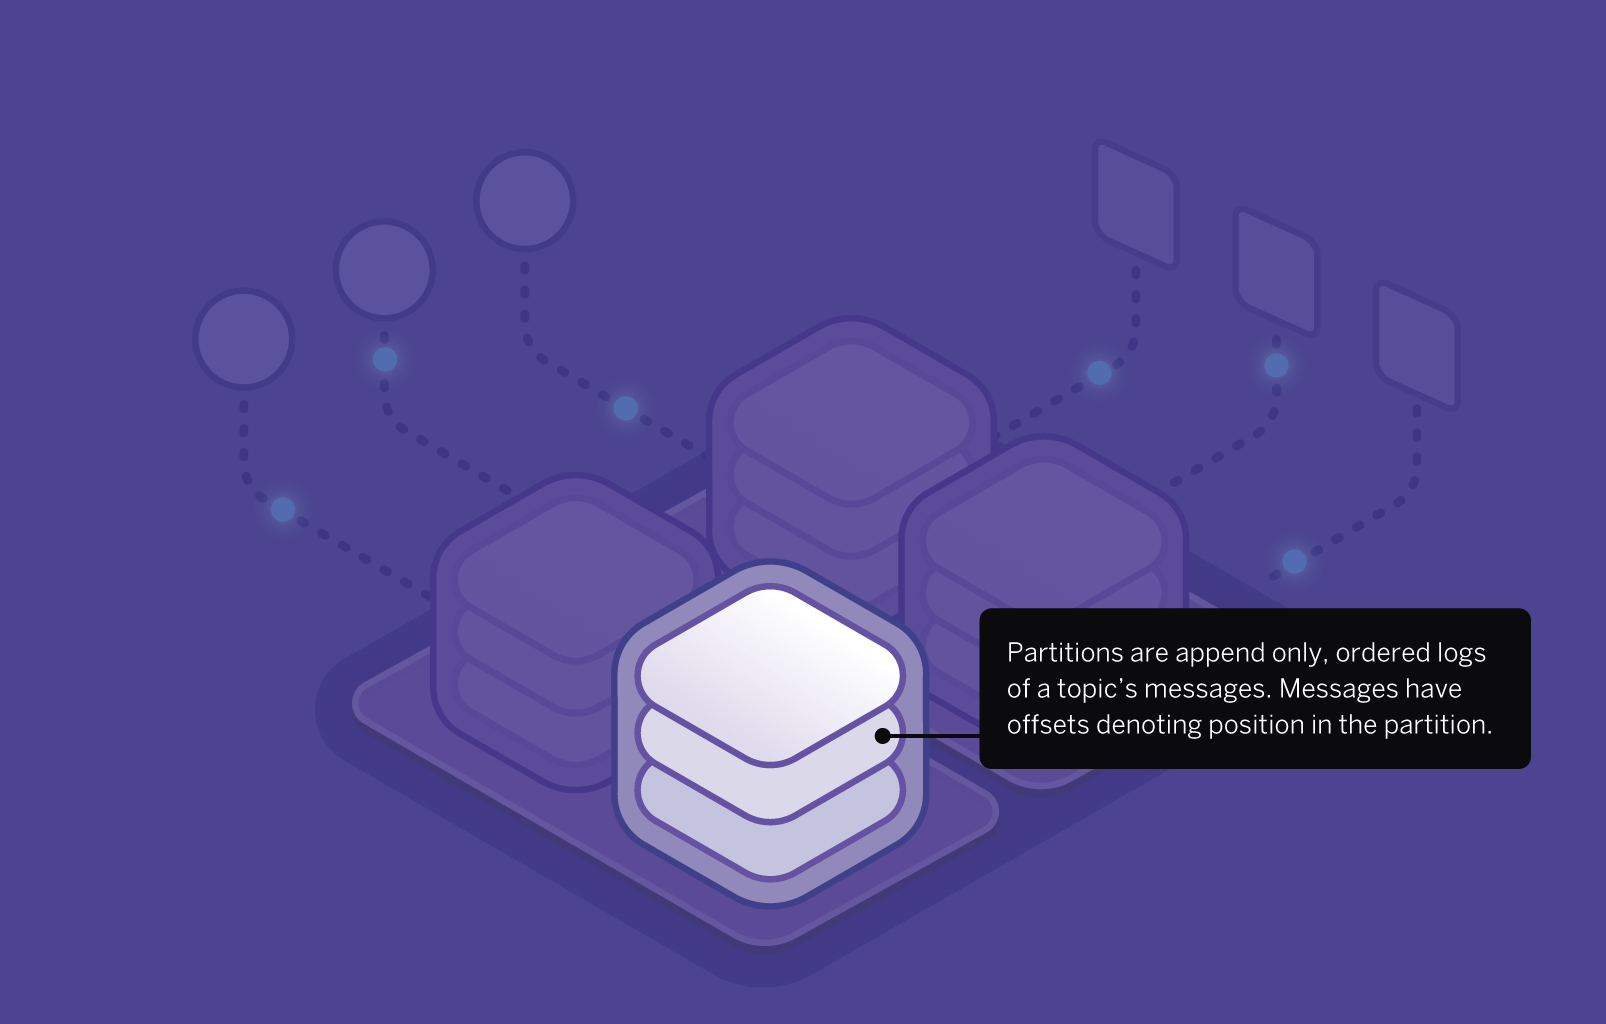 Partitions are append only, ordered logs
of a topic’s messages. Messages have
offsets denoting position in the partition.